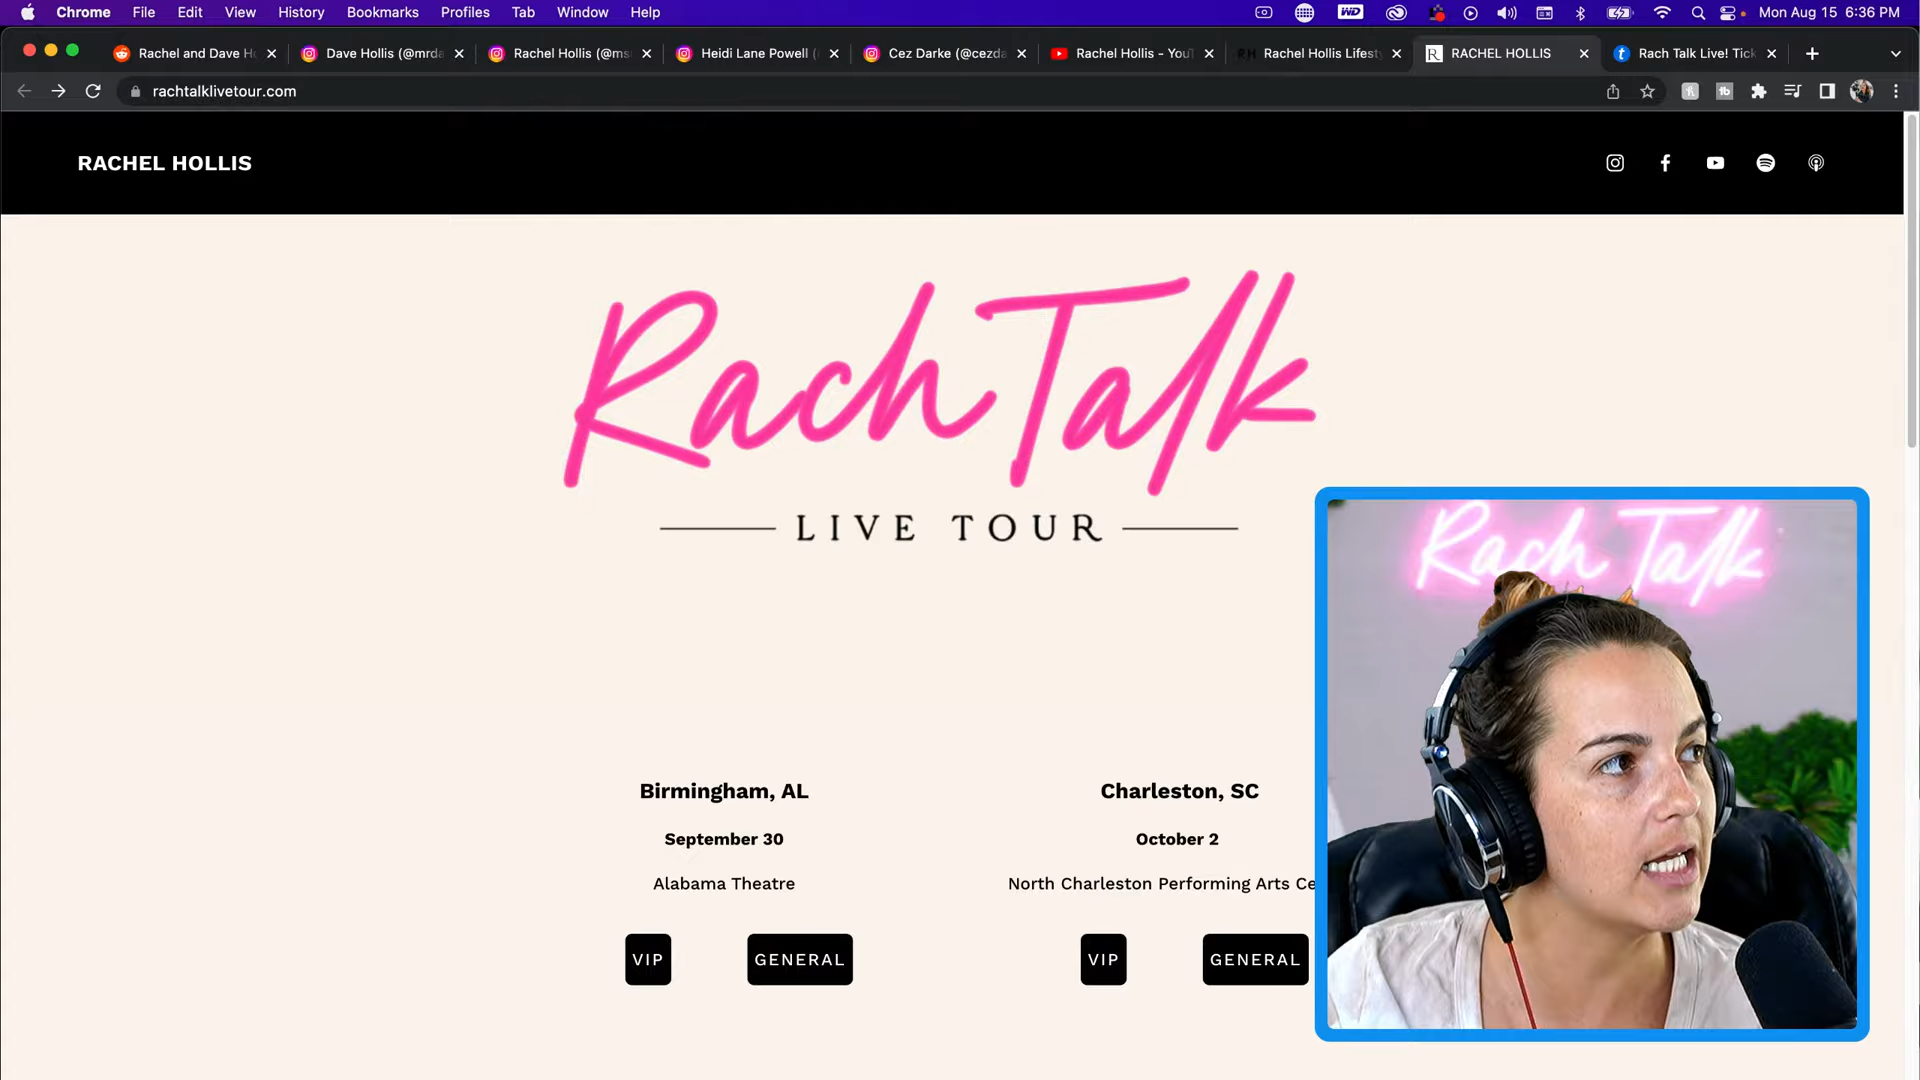 Chrome File Edit View History Bookmarks Profiles Tab Window Help WD Mon Aug 15 6:36 PM
Rachel and Dave H Dave Hollis (@mrda Rachel Hollis (@ms Heidi Lane Powell ( Cez Darke (@cezda Rachel Hollis - YouT Rachel Hollis Lifest RACHEL HOLLIS Rach Talk Live! Tick
rachtalklivetour.com
RACHEL HOLLIS
Rach Talk
LIVE TOUR
Rach Talk
Birmingham, AL
September 30
Alabama Theatre
VIP GENERAL
Charleston, SC
October 2
North Charleston Performing Arts Ce
VIP GENERAL